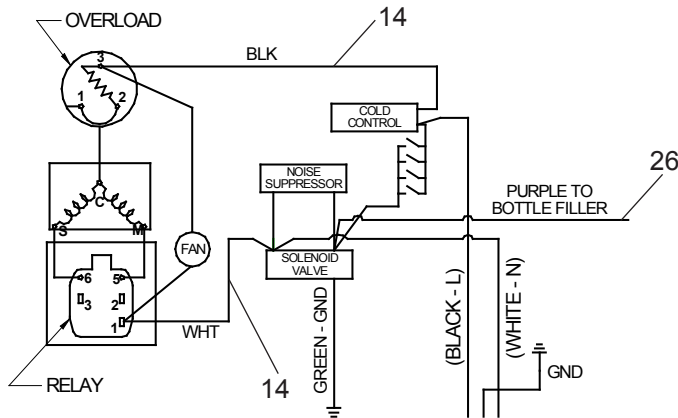 OVERLOAD
14
BLK
3
1
2
COLD
CONTROL
NOISE
SUPPRESSOR
26
PURPLE TO
BOTTLE FILLER
C
S
M
FAN
SOLENOID
VALVE
6
5
3
2
1
WHT
14
GREEN - GND
(BLACK - L)
(WHITE - N)
GND
RELAY